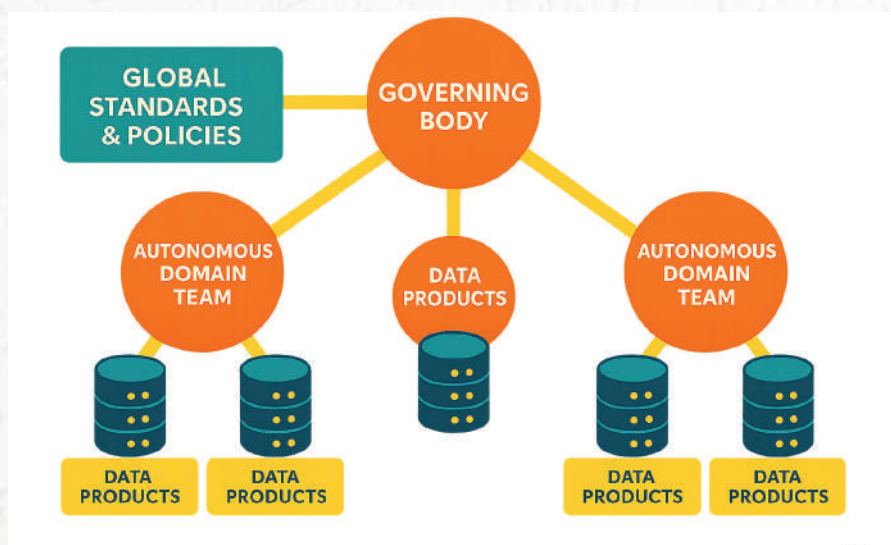 GLOBAL
STANDARDS
& POLICIES
GOVERNING
BODY
AUTONOMOUS
DOMAIN
TEAM
DATA
PRODUCTS
AUTONOMOUS
DOMAIN
TEAM
DATA
PRODUCTS
DATA
PRODUCTS
DATA
PRODUCTS
DATA
PRODUCTS